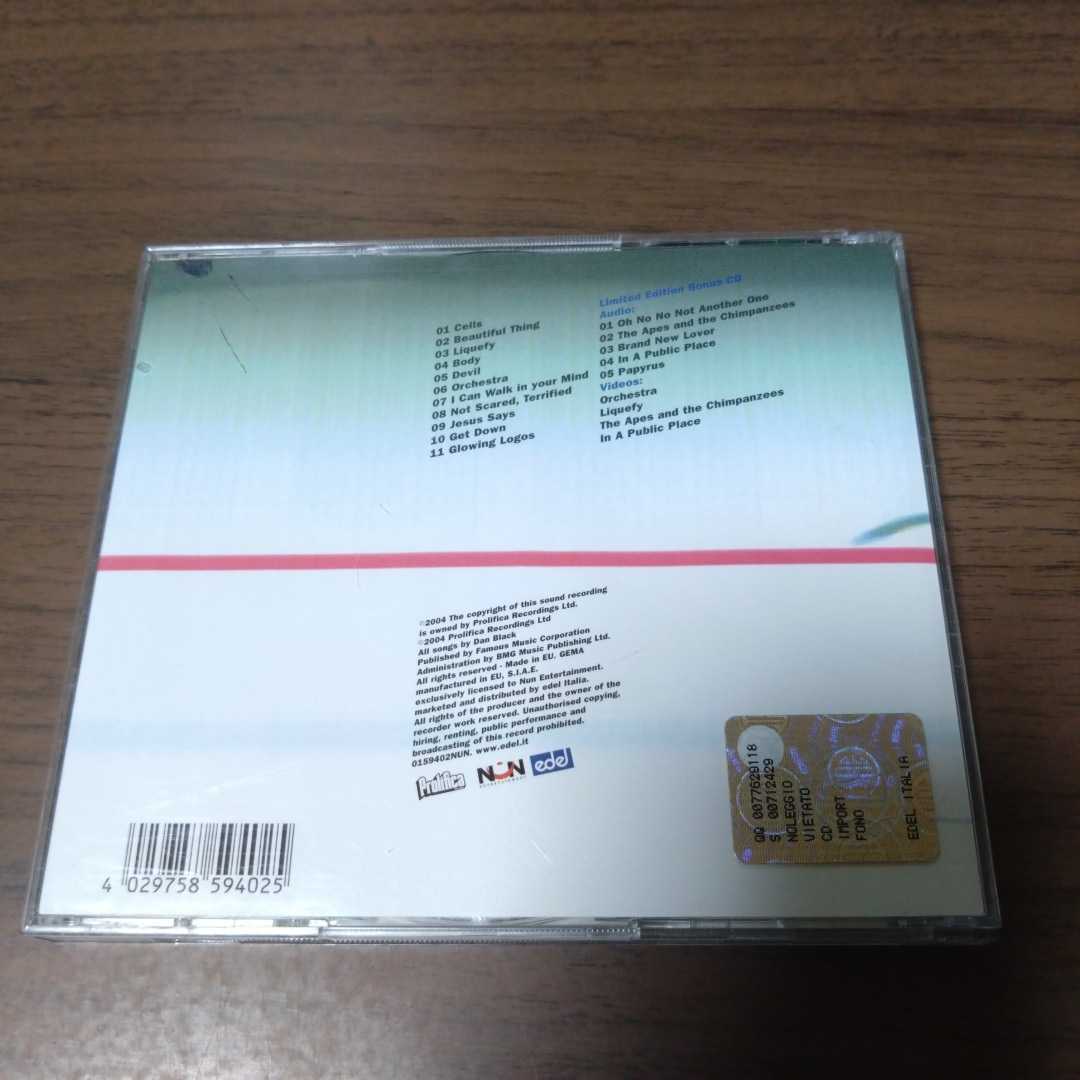 01 Cells
02 Beautiful Thing
03 Liquefy
04 Body
05 Devil
06 Orchestra
07 I Can Walk in your Mind
08 Not Scared, Terrified
09 Jesus Says
10 Get Down
11 Glowing Logos
Limited Edition Bonus CD
Audio:
01 Oh No No Not Another One
02 The Apes and the Chimpanzees
03 Brand New Lovor
04 In A Public Place
05 Papyrus
Videos:
Orchestra
Liquefy
The Apes and the Chimpanzees
In A Public Place
℗2004 The copyright of this sound recording
is owned by Prolifica Recordings Ltd.
©2004 Prolifica Recordings Ltd
All songs by Dan Black
Published by Famous Music Corporation
Administration by BMG Music Publishing Ltd.
All rights reserved - Made in EU. GEMA
manufactured in EU, S.I.A.E.
exclusively licensed to Nun Entertainment.
marketed and distributed by edel Italia.
All rights of the producer and the owner of the
recorder work reserved. Unauthorised copying,
hiring, renting, public performance and
broadcasting of this record prohibited.
0159402NUN. www.edel.it
Prolifica
NUN
ENTERTAINMENT
edel
4 029758 594025
QQ 0077629118
S 00712429
NOLEGGIO
VIETATO
CD
IMPORT
FONO
EDEL ITALIA